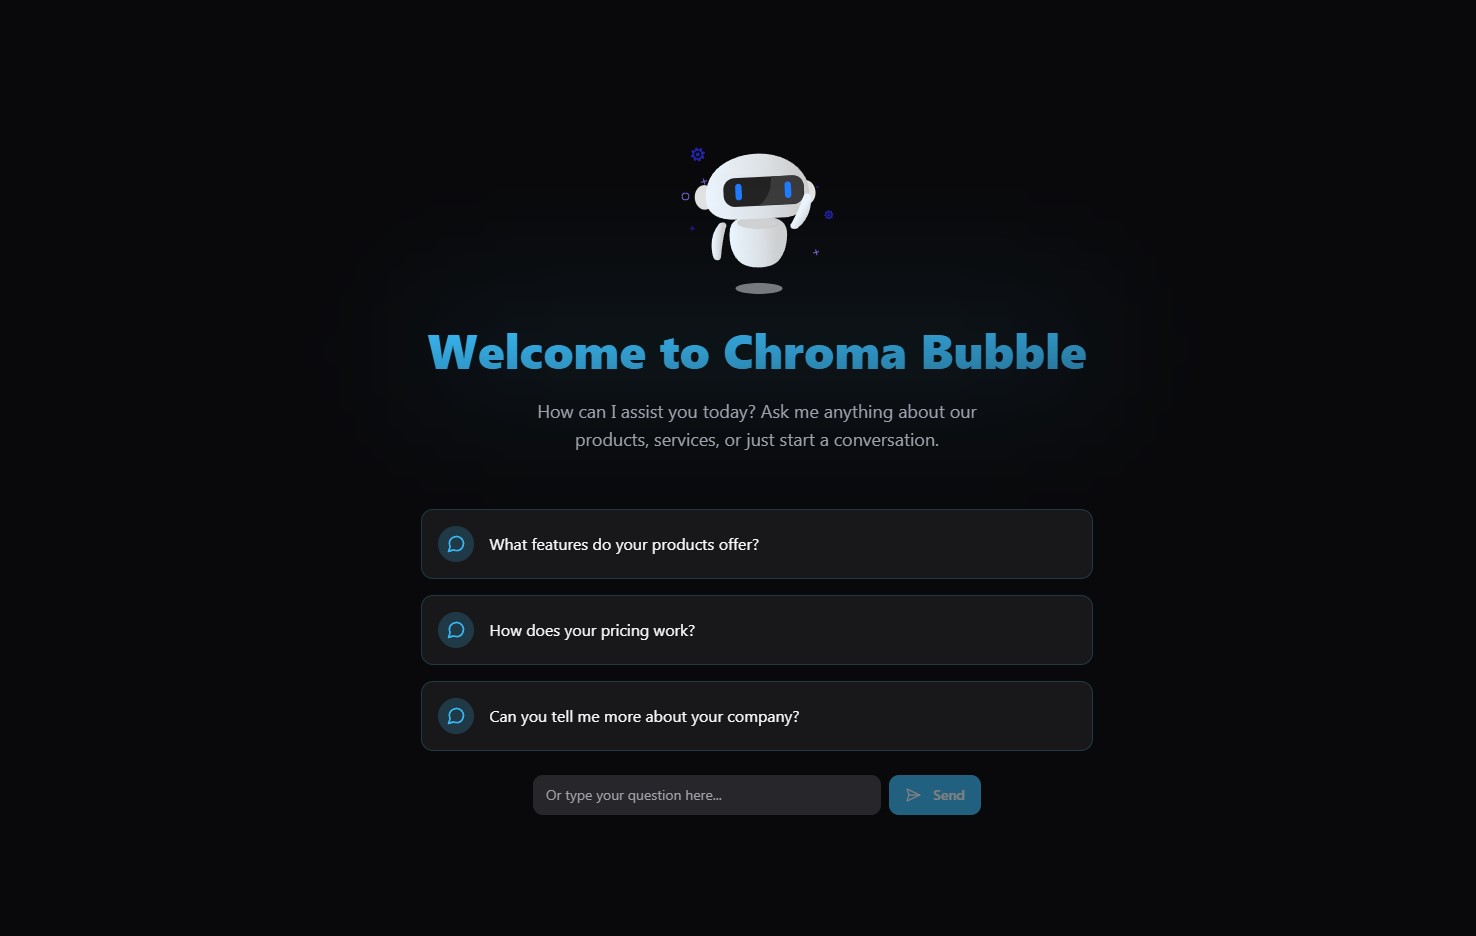 Welcome to Chroma Bubble
How can I assist you today? Ask me anything about our
products, services, or just start a conversation.
What features do your products offer?
How does your pricing work?
Can you tell me more about your company?
Or type your question here...
Send